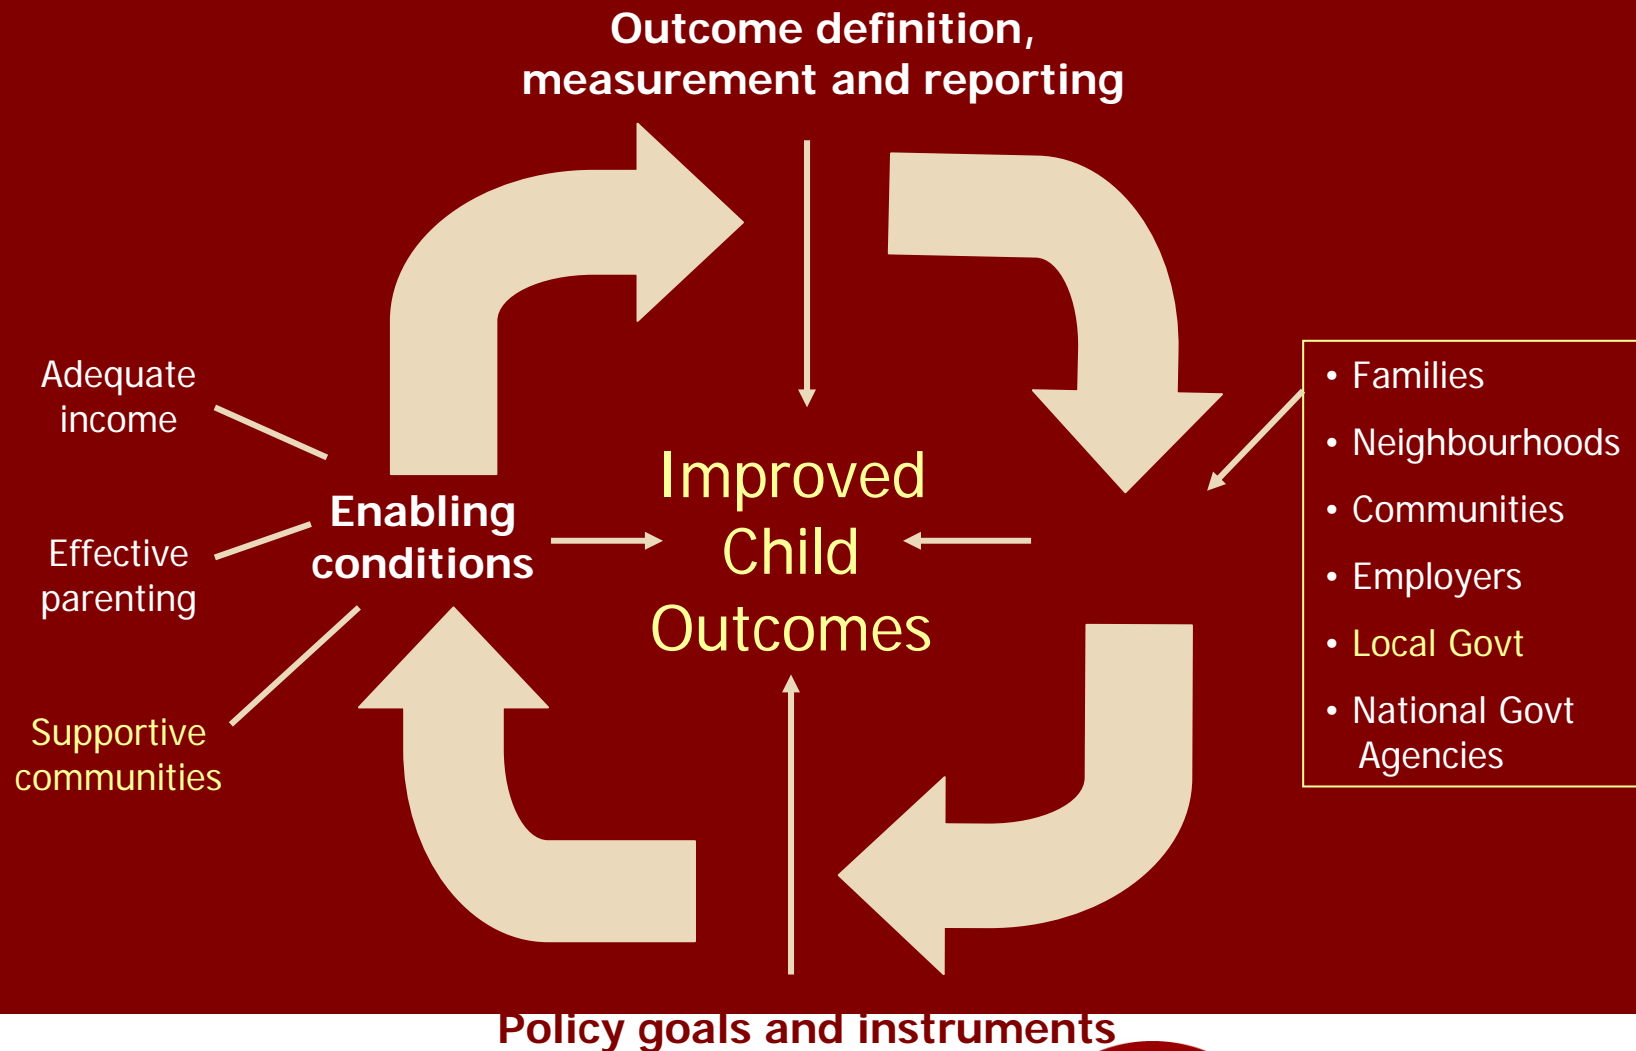 Outcome definition,
measurement and reporting
Adequate
income
Effective
parenting
Supportive
communities
Enabling
conditions
Improved
Child
Outcomes
• Families
• Neighbourhoods
• Communities
• Employers
• Local Govt
• National Govt
Agencies
Policy goals and instruments